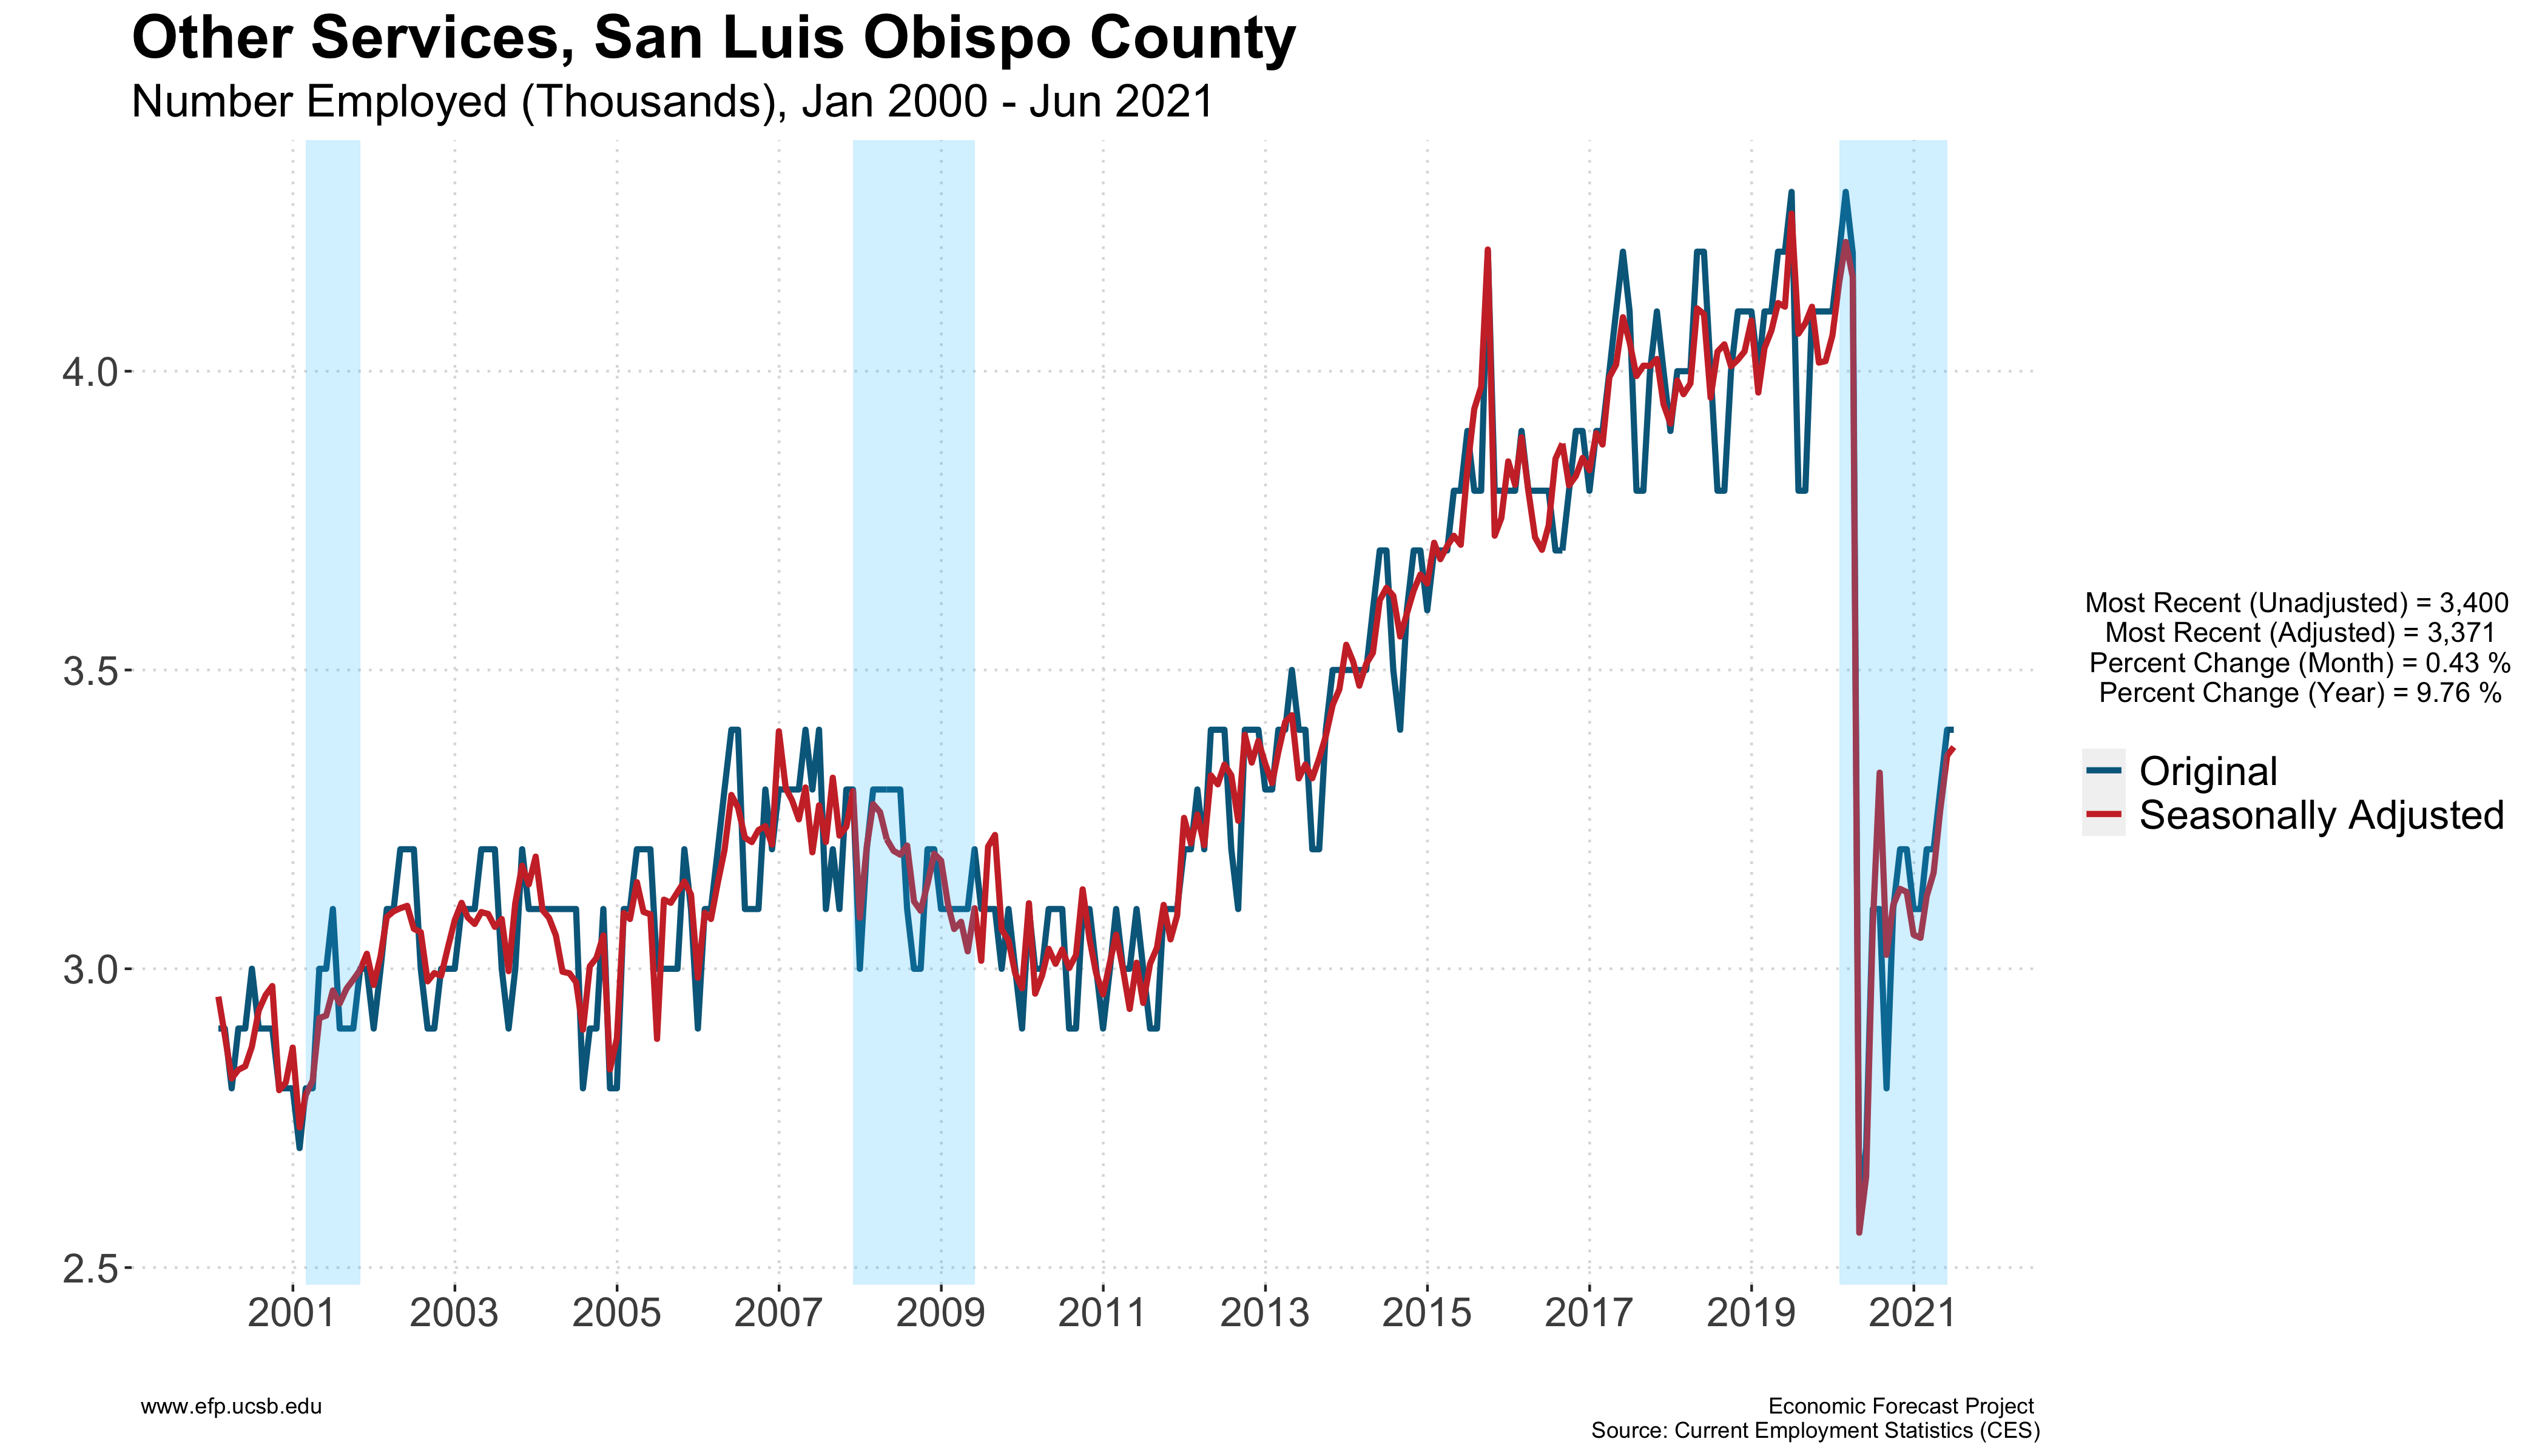 Other Services, San Luis Obispo County
Number Employed (Thousands), Jan 2000 - Jun 2021
4.0
3.5
3.0
2.5
2001 2003 2005 2007 2009 2011 2013 2015 2017 2019 2021
Most Recent (Unadjusted) = 3,400
Most Recent (Adjusted) = 3,371
Percent Change (Month) = 0.43 %
Percent Change (Year) = 9.76 %
Original
Seasonally Adjusted
www.efp.ucsb.edu
Economic Forecast Project
Source: Current Employment Statistics (CES)